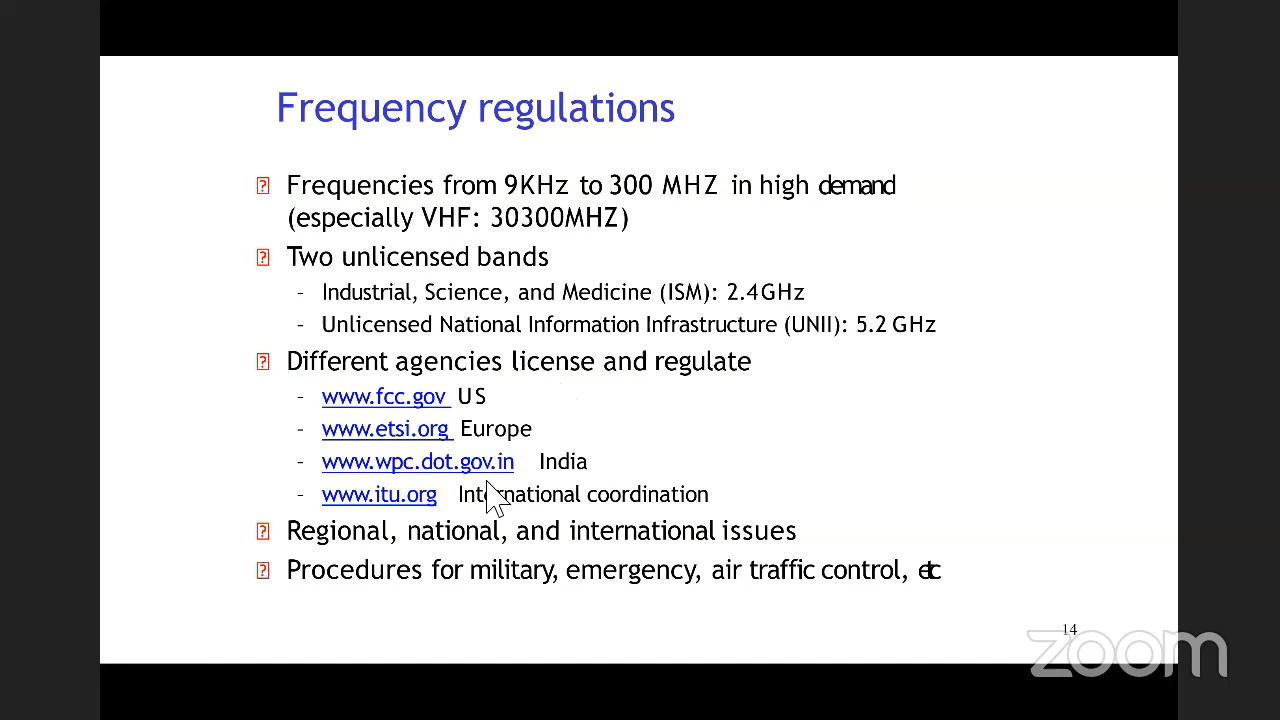 Frequency regulations
Frequencies from 9KHz to 300 MHZ in high demand
(especially VHF: 30300MHZ)
Two unlicensed bands
- Industrial, Science, and Medicine (ISM): 2.4GHz
- Unlicensed National Information Infrastructure (UNII): 5.2 GHz
Different agencies license and regulate
- www.fcc.gov US
- www.etsi.org Europe
- www.wpc.dot.gov.in India
- www.itu.org International coordination
Regional, national, and international issues
Procedures for military, emergency, air traffic control, etc
14
zoom